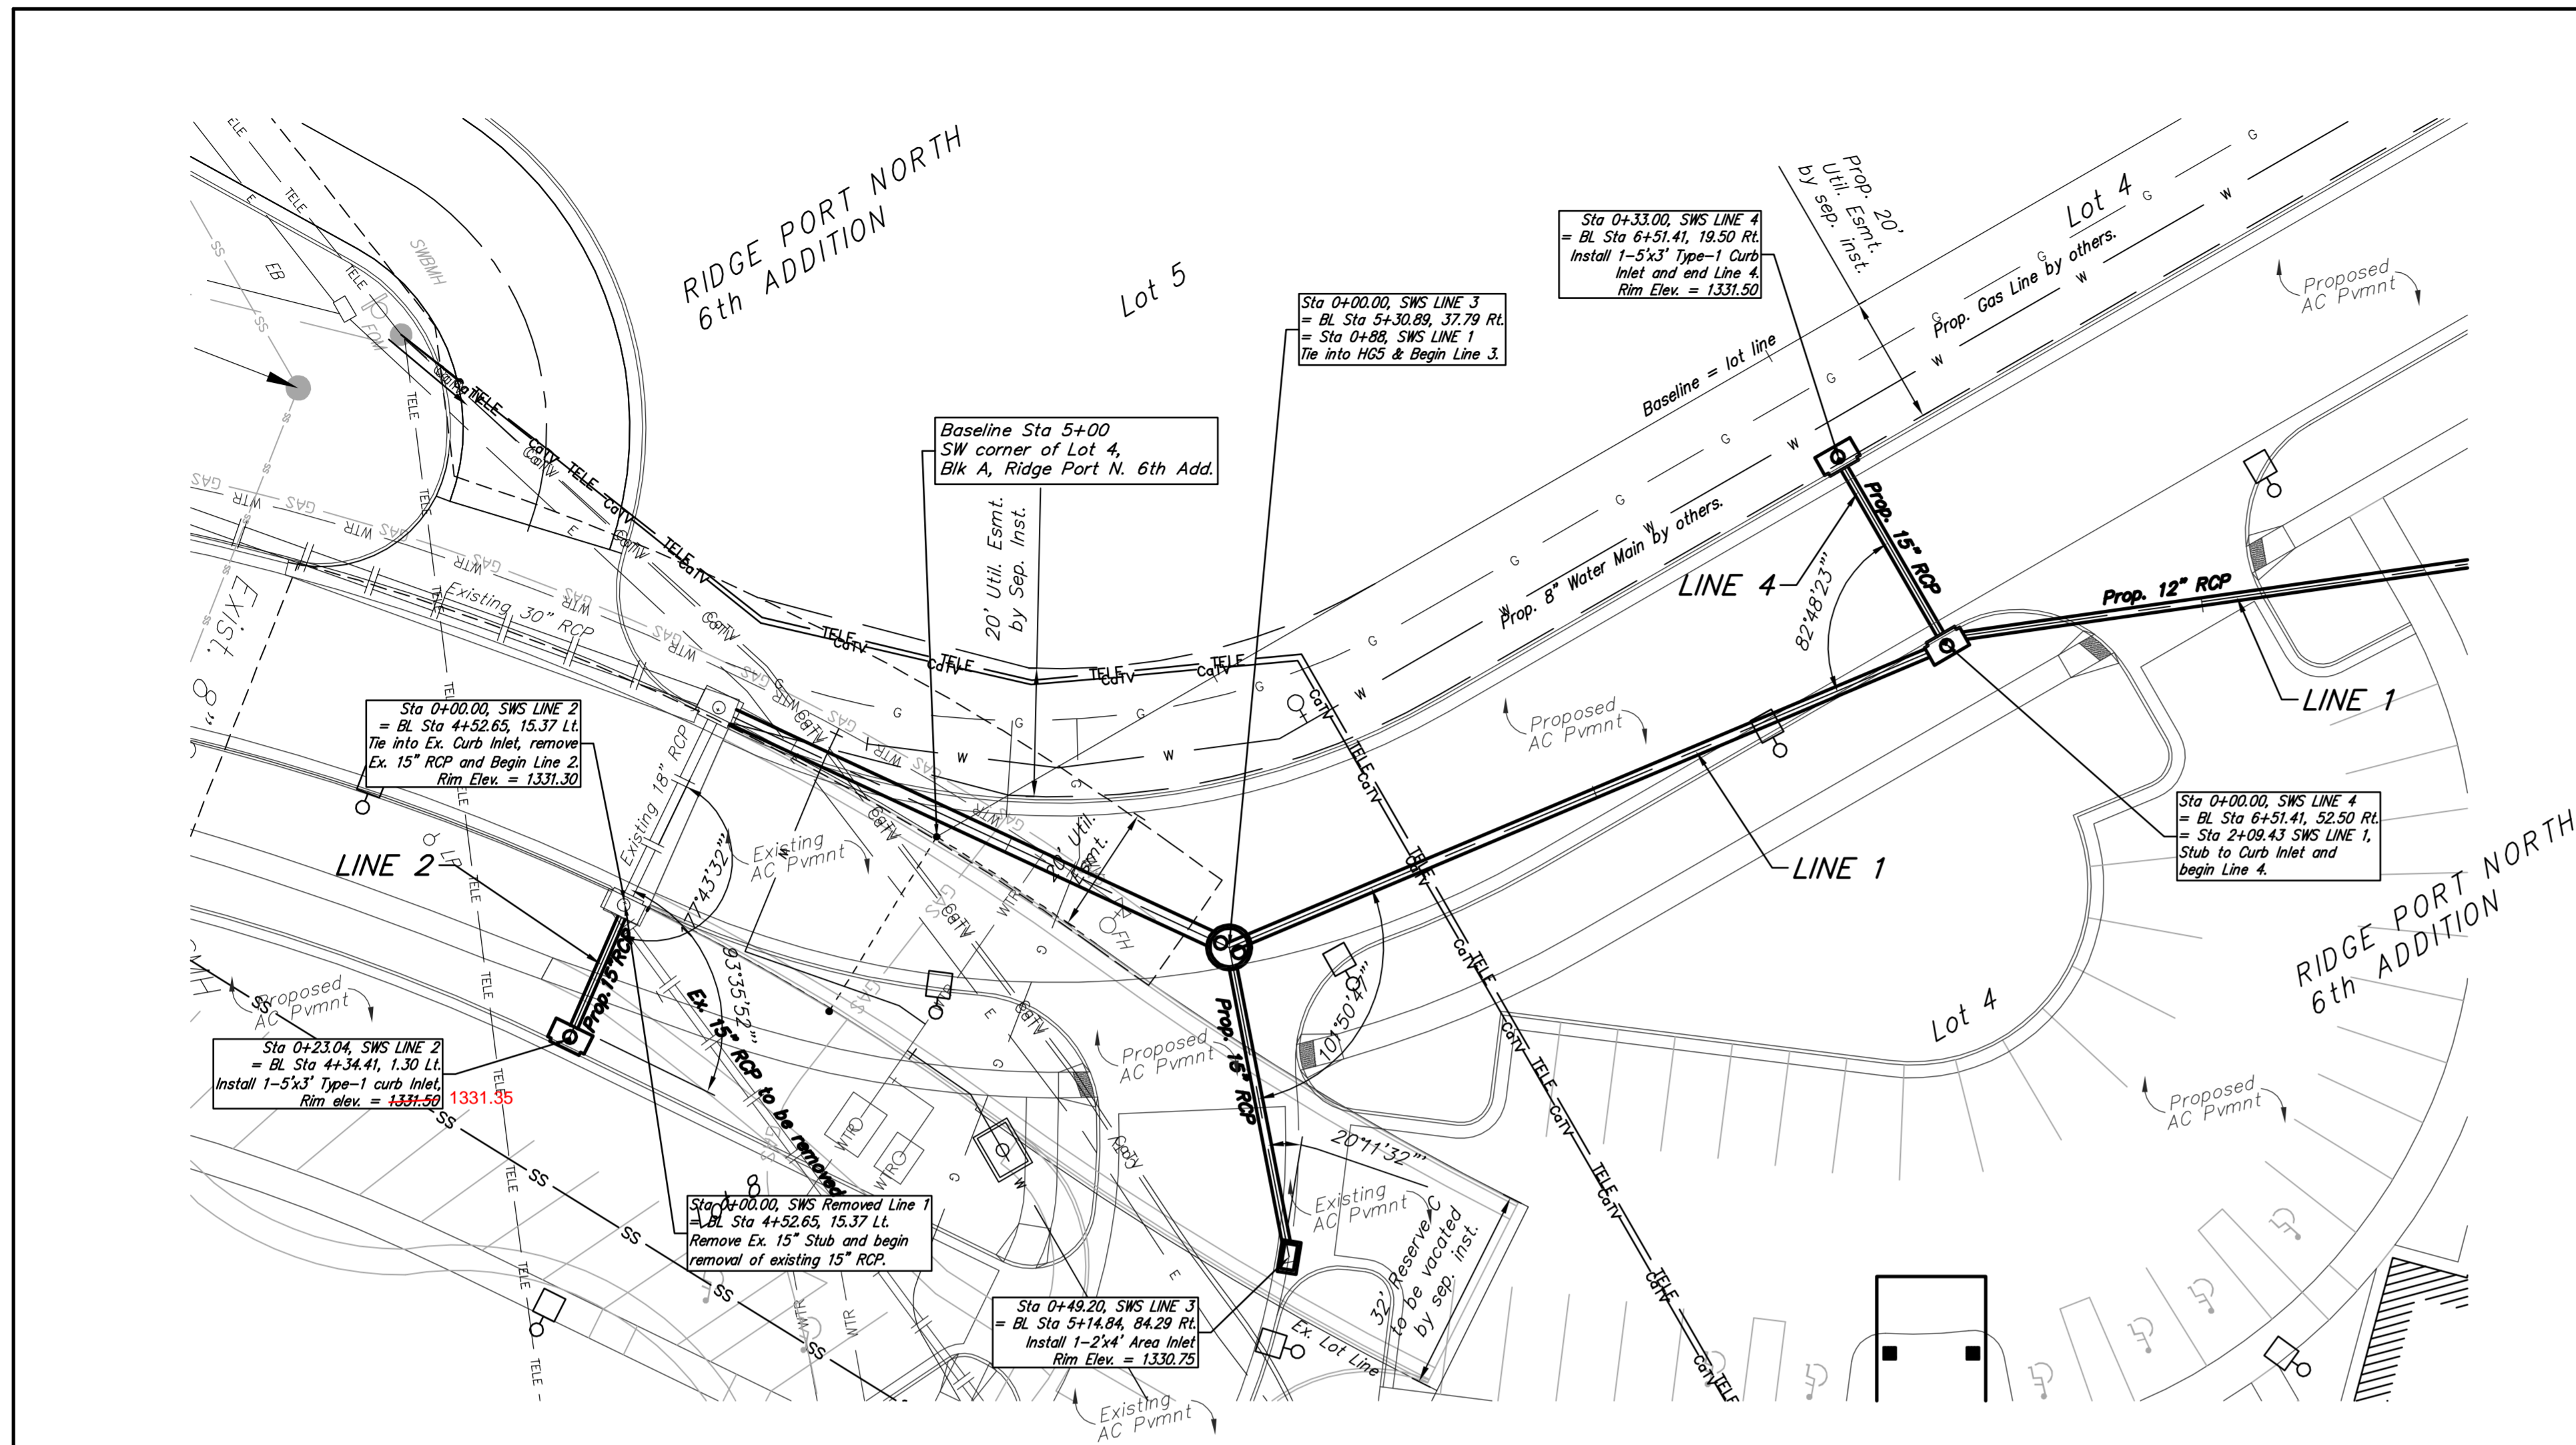 RIDGE PORT NORTH
6th ADDITION
Lot 5
Prop. 20'
Util. Esmt.
by sep. inst.
Lot 4
Prop. Gas Line by others.
Proposed
AC Pvmnt
Sta 0+33.00, SWS LINE 4
= BL Sta 6+51.41, 19.50 Rt.
Install 1-5'x3' Type-1 Curb
Inlet and end Line 4.
Rim Elev. = 1331.50
Sta 0+00.00, SWS LINE 3
= BL Sta 5+30.89, 37.79 Rt.
= Sta 0+88, SWS LINE 1
Tie into HG5 & Begin Line 3.
Baseline = lot line
Baseline Sta 5+00
SW corner of Lot 4,
Blk A, Ridge Port N. 6th Add.
20' Util. Esmt.
by Sep. Inst.
Prop. 8" Water Main by others.
EB
SWBMH
FOM
TELE
CaTV
GAS
WTR
SS
E
G
W
Existing 30" RCP
Exist.
8"
LINE 4
Prop. 15" RCP
82°48'23"
Prop. 12" RCP
LINE 1
Proposed
AC Pvmnt
Sta 0+00.00, SWS LINE 2
= BL Sta 4+52.65, 15.37 Lt.
Tie into Ex. Curb Inlet, remove
Ex. 15" RCP and Begin Line 2.
Rim Elev. = 1331.30
Existing 18" RCP
LINE 2
LP
Existing
AC Pvmnt
20' Util.
Esmt.
FH
LINE 1
Sta 0+00.00, SWS LINE 4
= BL Sta 6+51.41, 52.50 Rt.
= Sta 2+09.43 SWS LINE 1,
Stub to Curb Inlet and
begin Line 4.
RIDGE PORT NORTH
6th ADDITION
Lot 4
Proposed
AC Pvmnt
Prop. 15" RCP
93°35'52"
Ex. 15" RCP to be removed
Prop. 15" RCP
101°50'47"
Proposed
AC Pvmnt
Proposed
AC Pvmnt
Sta 0+23.04, SWS LINE 2
= BL Sta 4+34.41, 1.30 Lt.
Install 1-5'x3' Type-1 curb Inlet,
Rim elev. = 1331.50 1331.35
20°11'32"
Existing
AC Pvmnt
32' Reserve C
to be vacated
by sep. inst.
Sta 0+00.00, SWS Removed Line 1
= BL Sta 4+52.65, 15.37 Lt.
Remove Ex. 15" Stub and begin
removal of existing 15" RCP.
Sta 0+49.20, SWS LINE 3
= BL Sta 5+14.84, 84.29 Rt.
Install 1-2'x4' Area Inlet
Rim Elev. = 1330.75
Ex. Lot Line
Existing
AC Pvmnt